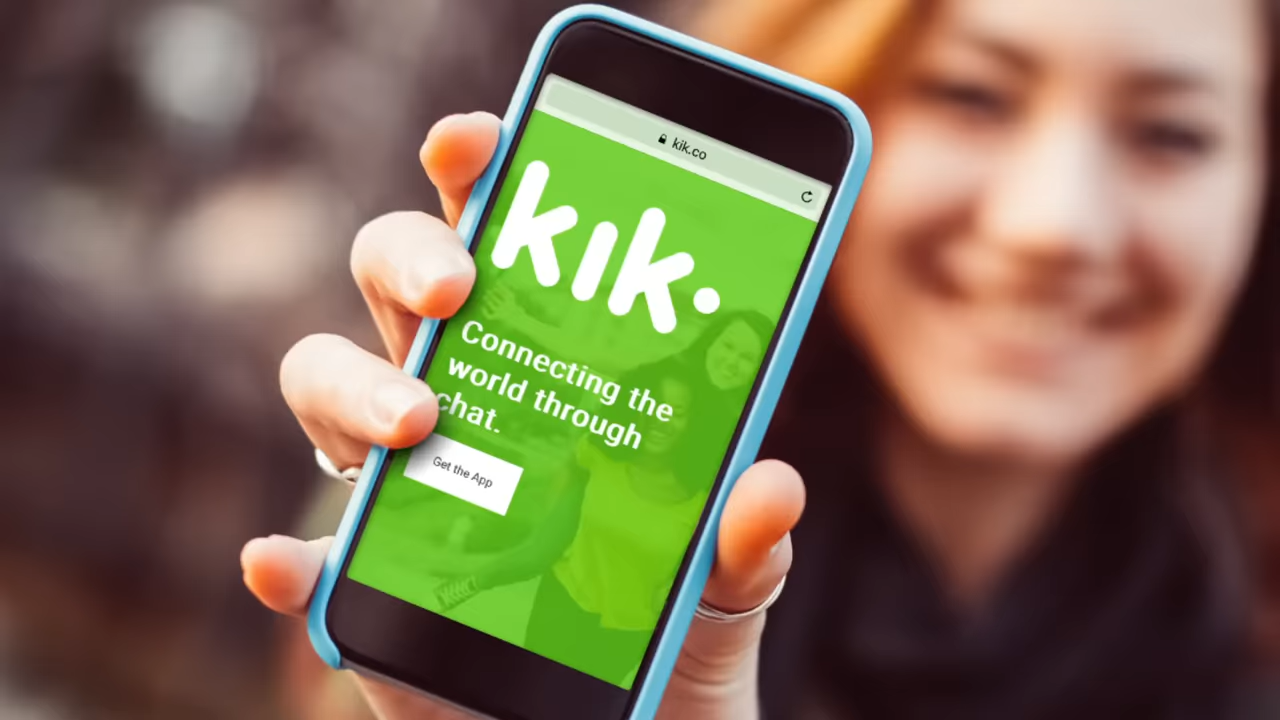 kik.co
kik.
Connecting the
world through
chat.
Get the App